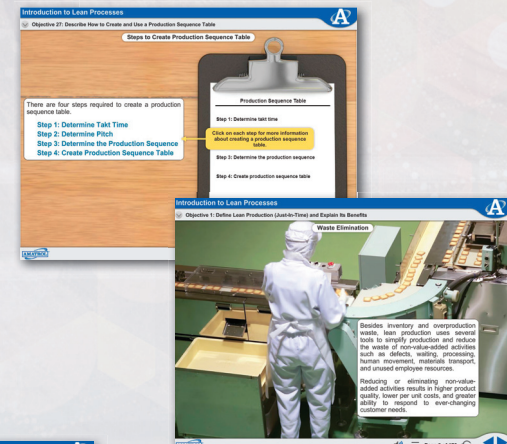 Introduction to Lean Processes
Objective 27: Describe How to Create and Use a Production Sequence Table
Steps to Create Production Sequence Table
There are four steps required to create a production
sequence table.
Step 1: Determine Takt Time
Step 2: Determine Pitch
Step 3: Determine the Production Sequence
Step 4: Create Production Sequence Table
Production Sequence Table
Step 1: Determine takt time
Click on each step for more information
about creating a production sequence
table.
Step 3: Determine the production sequence
Step 4: Create production sequence table
AMATROL
Introduction to Lean Processes
Objective 1: Define Lean Production (Just-In-Time) and Explain Its Benefits
Waste Elimination
Besides inventory and overproduction
waste, lean production uses several
tools to simplify production and reduce
the waste of non-value-added activities
such as defects, waiting, processing,
human movement, materials transport,
and unused employee resources.
Reducing or eliminating non-value-
added activities results in higher product
quality, lower per unit costs, and greater
ability to respond to ever-changing
customer needs.